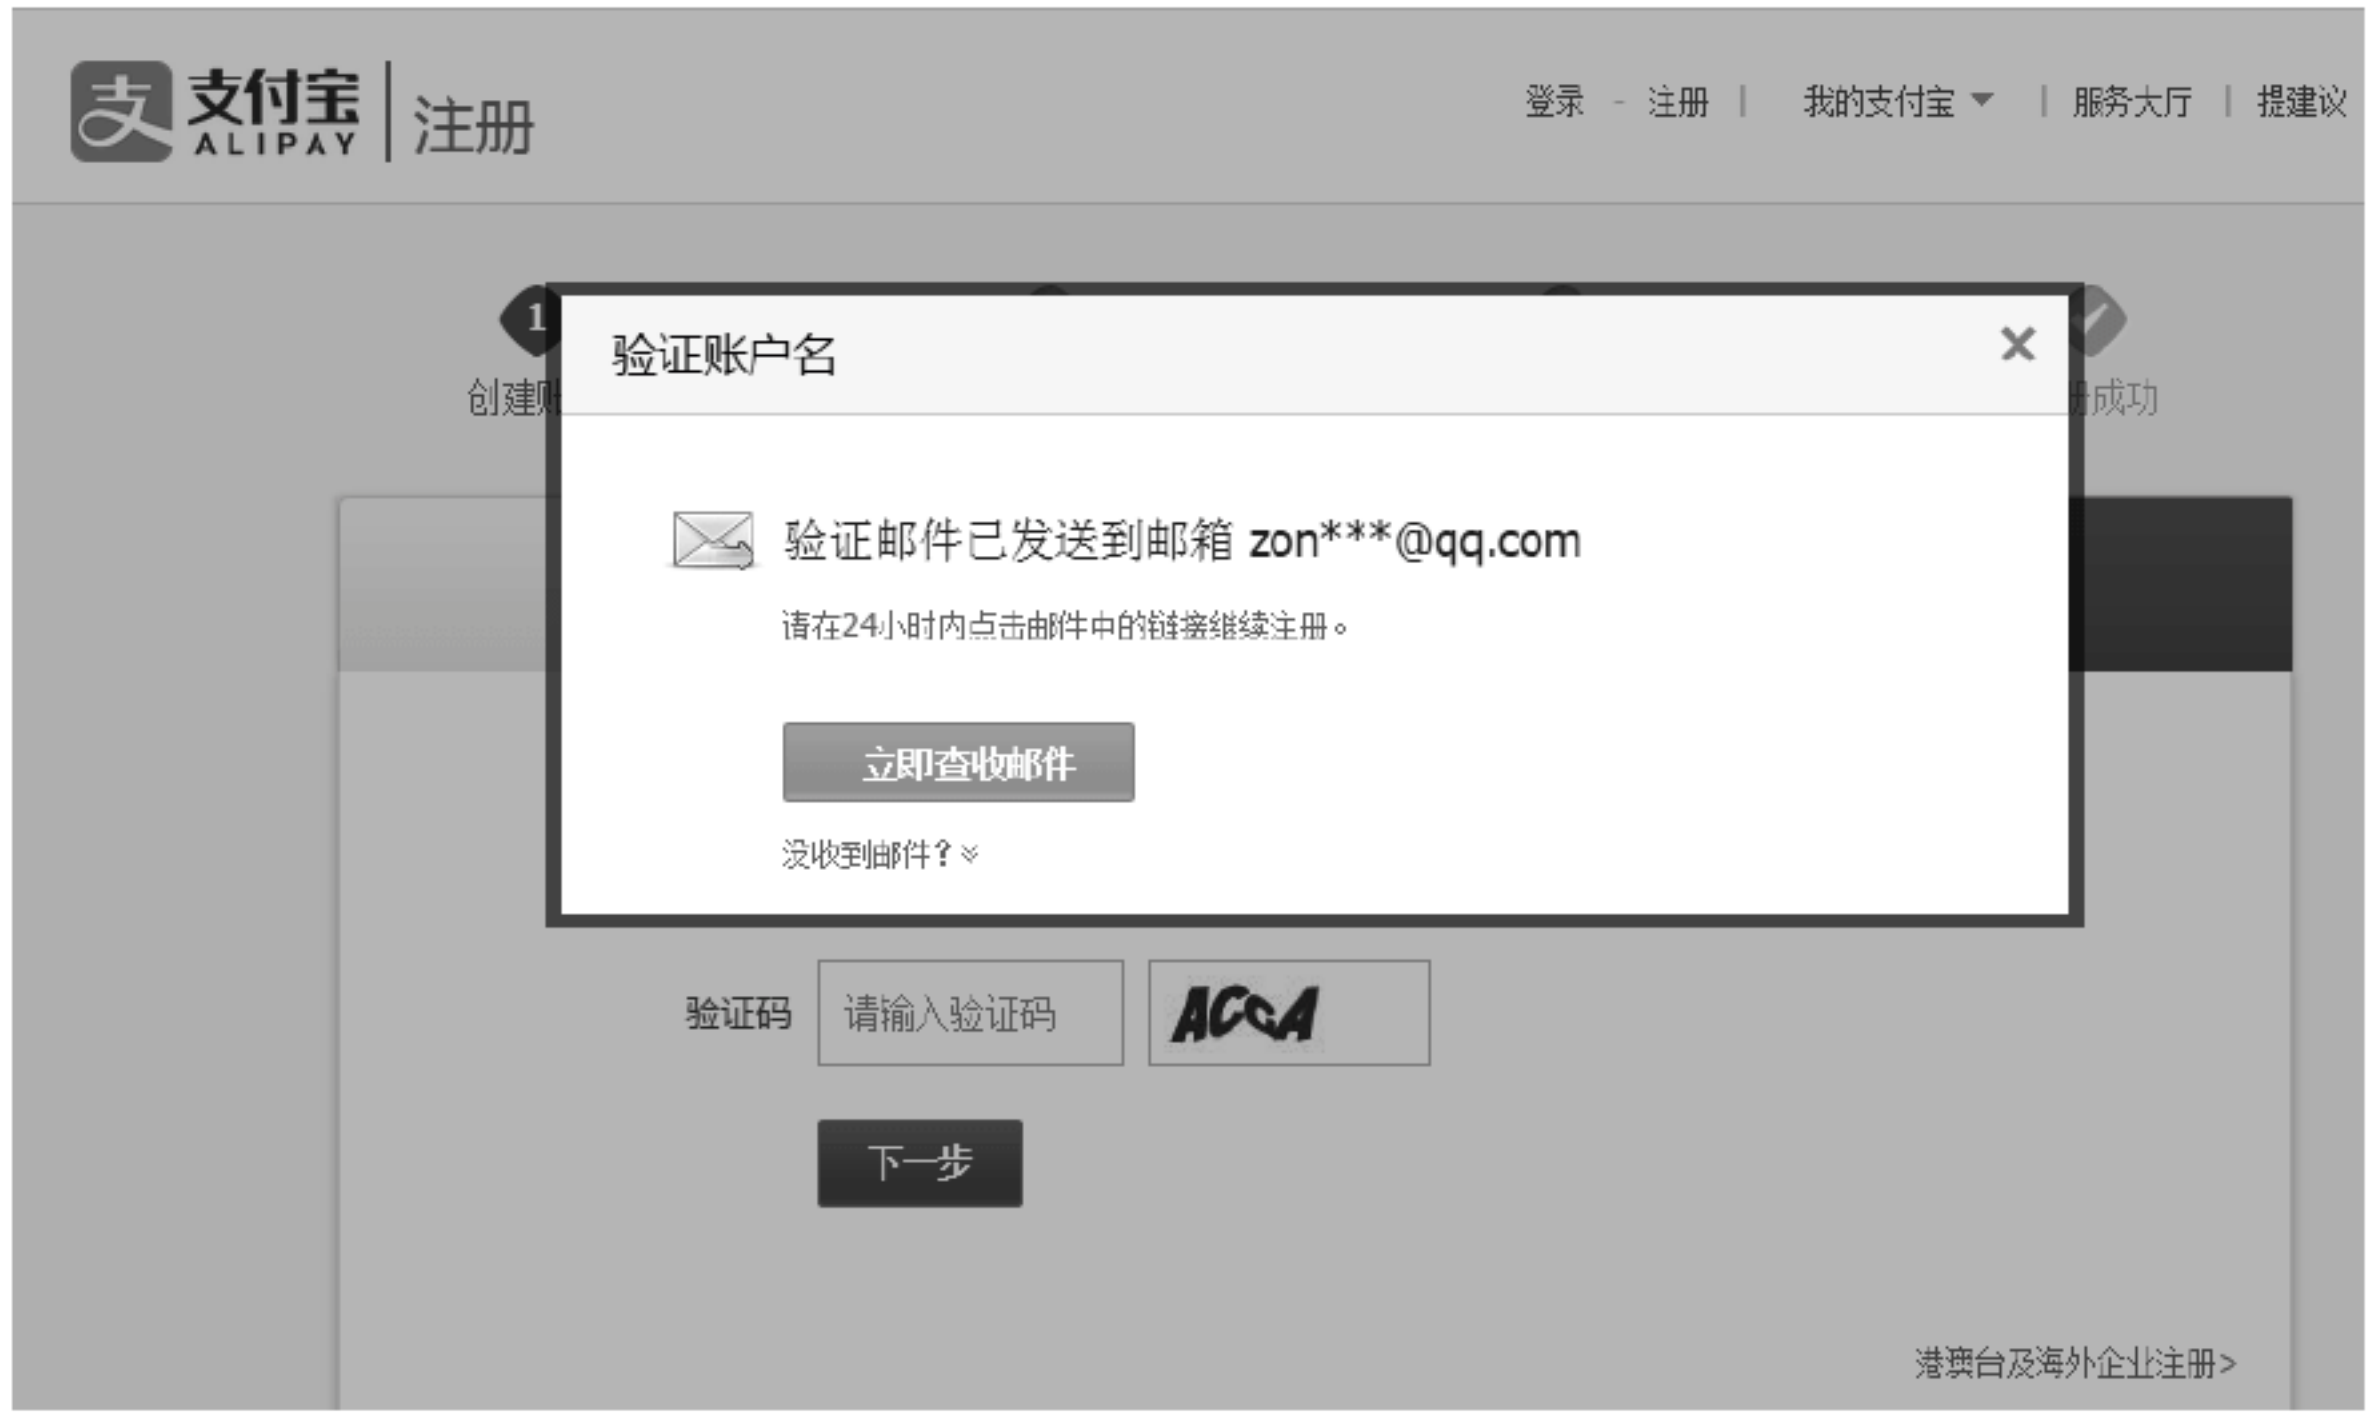 支 支付宝 ALIPAY 注册
登录 - 注册 | 我的支付宝 | 服务大厅 | 提建议
1
创建账
册成功
验证账户名
验证邮件已发送到邮箱 zon***@qq.com
请在24小时内点击邮件中的链接继续注册。
立即查收邮件
没收到邮件?
验证码 请输入验证码 ACCA
下一步
港澳台及海外企业注册>